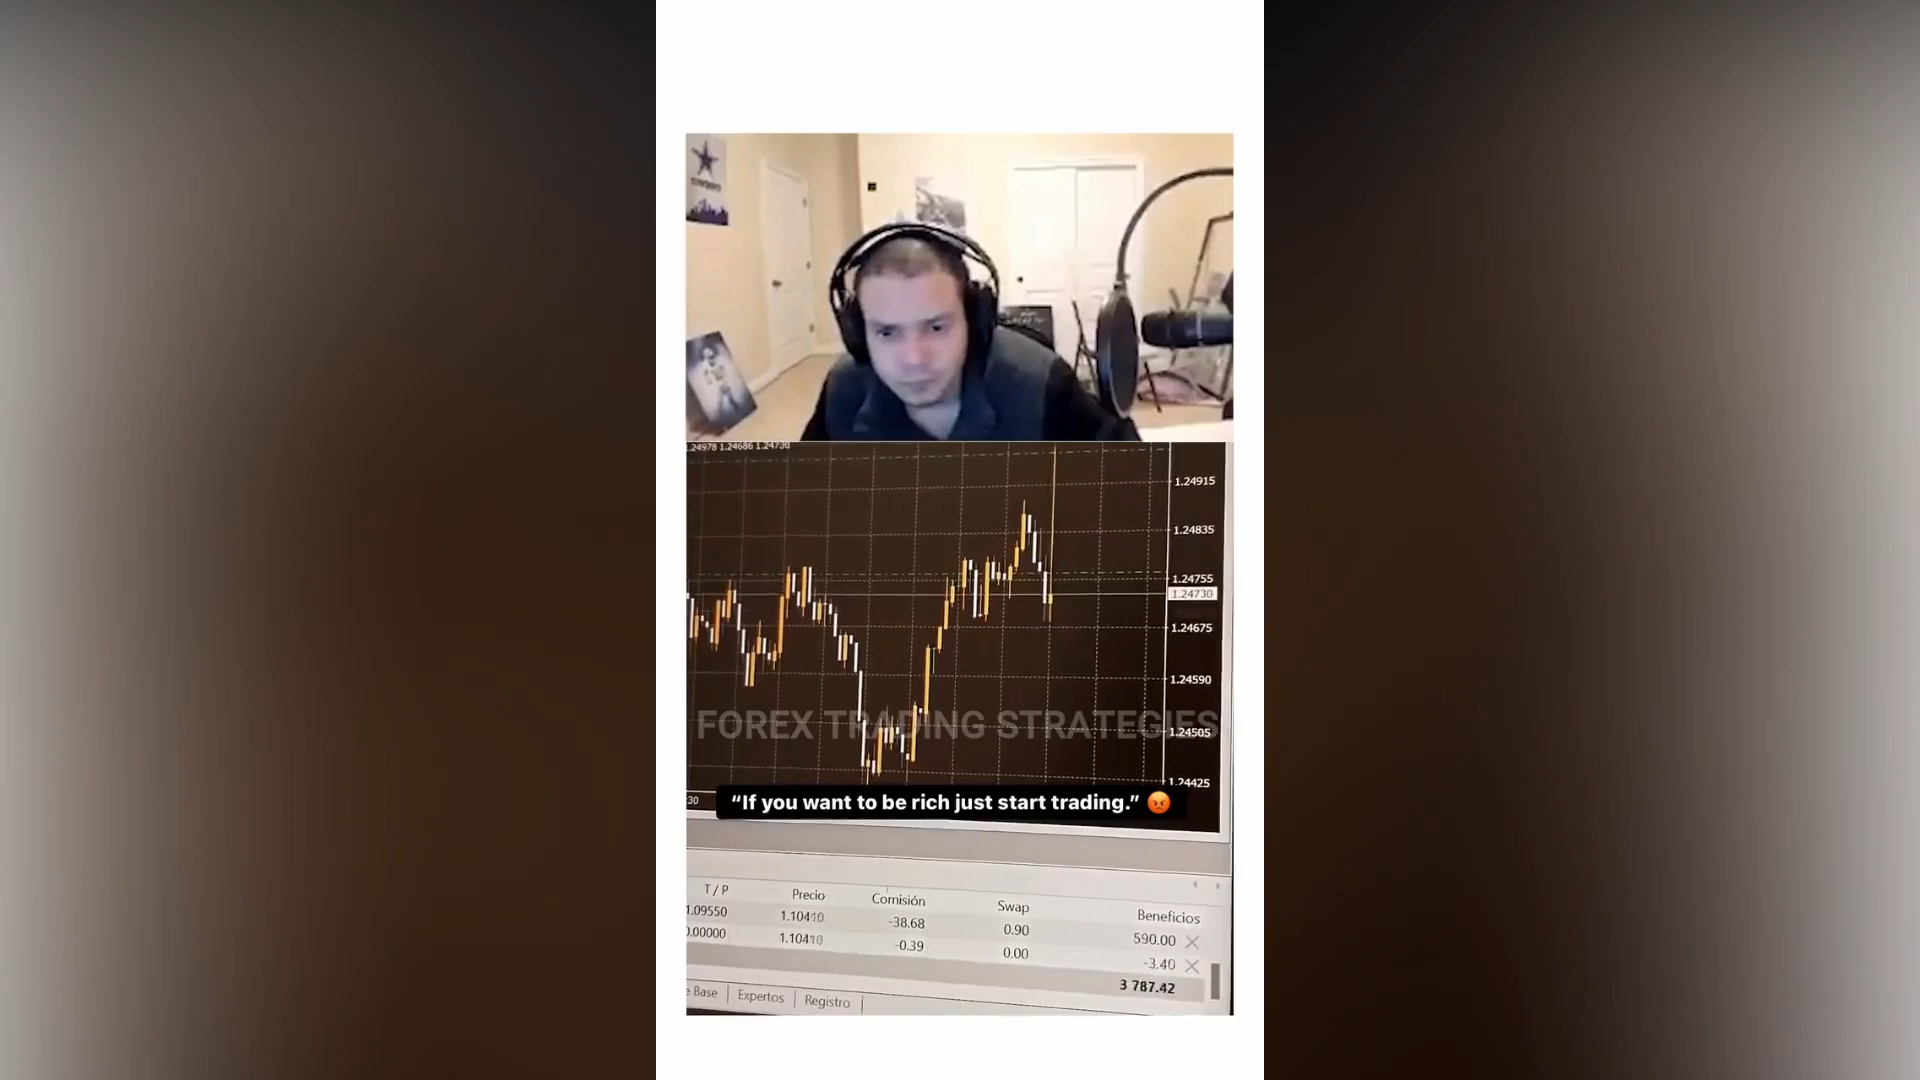 1.24978 1.24686 1.24730
1.24915
1.24835
1.24755
1.24730
1.24675
1.24590
FOREX TRADING STRATEGIES
1.24505
1.24425
:30
“If you want to be rich just start trading.” 😡
T / P Precio Comisión Swap Beneficios
1.09550 1.10410 -38.68 0.90 590.00
0.00000 1.10410 -0.39 0.00 -3.40
3 787.42
e Base Expertos Registro